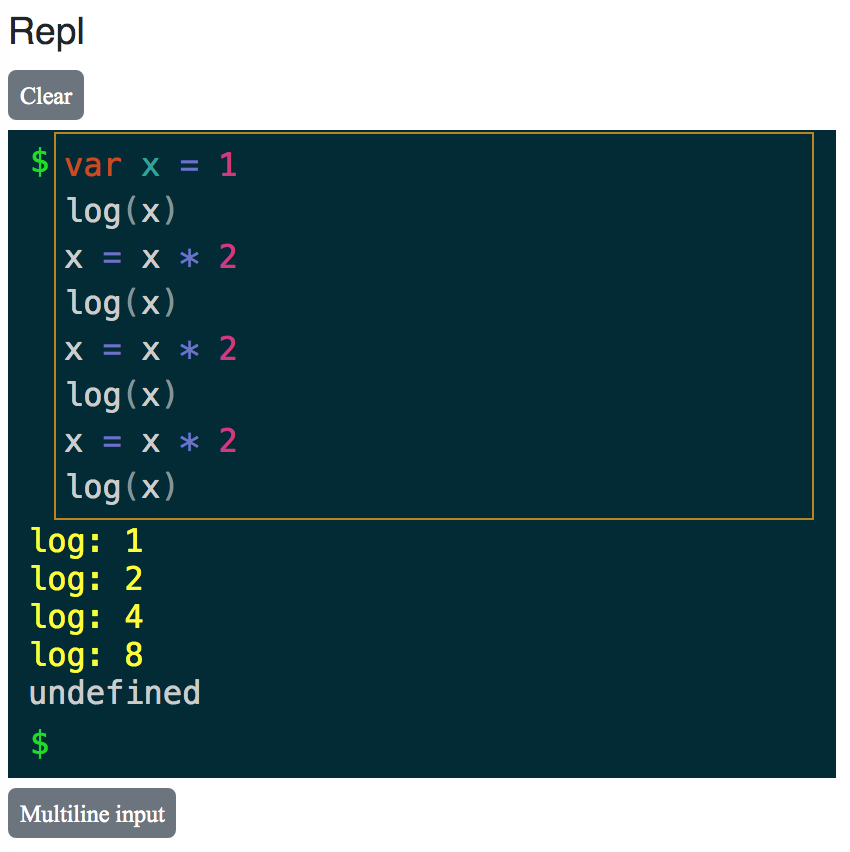 Repl
Clear
$ var x = 1
log(x)
x = x * 2
log(x)
x = x * 2
log(x)
x = x * 2
log(x)
log: 1
log: 2
log: 4
log: 8
undefined
$
Multiline input